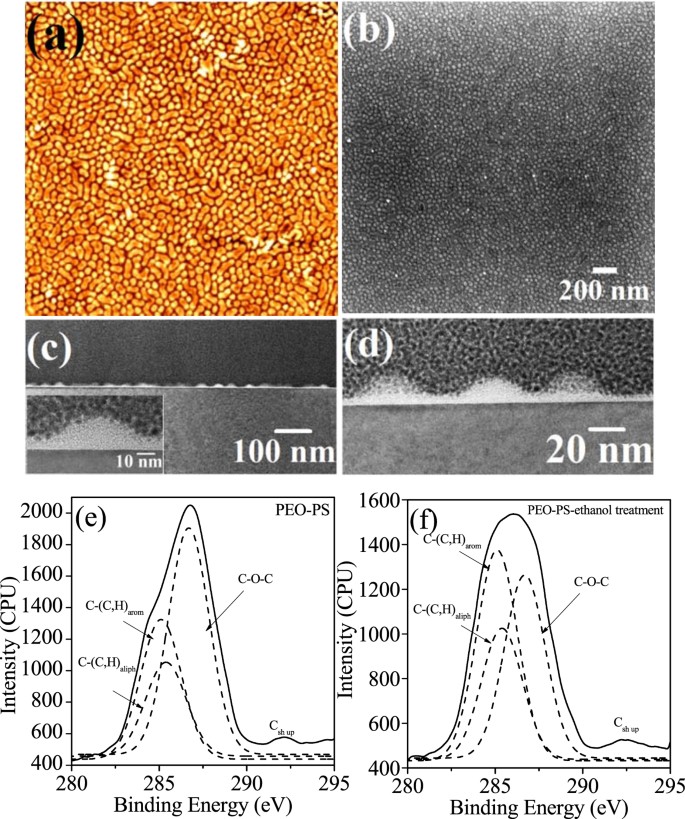 (a)
(b)
200 nm
(c)
10 nm
100 nm
(d)
20 nm
(e)
PEO-PS
2000
1800
1600
1400
1200
1000
800
600
400
C-(C,H)arom
C-O-C
C-(C,H)aliph
Csh up
280
285
290
295
Intensity (CPU)
Binding Energy (eV)
(f)
PEO-PS-ethanol treatment
1600
1400
1200
1000
800
600
400
C-(C,H)arom
C-O-C
C-(C,H)aliph
Csh up
280
285
290
295
Intensity (CPU)
Binding Energy (eV)